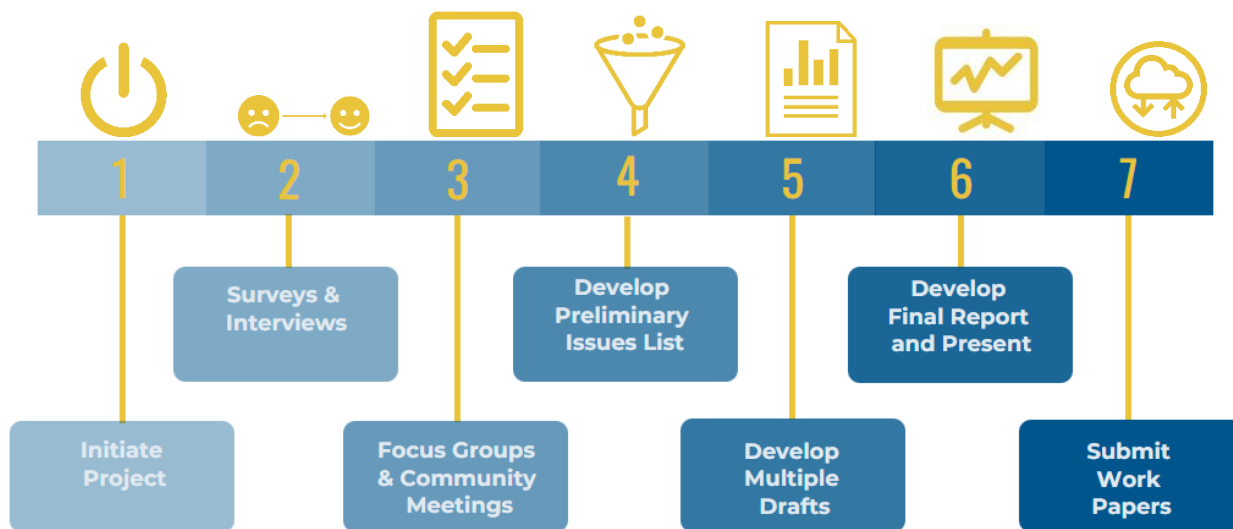 1 2 3 4 5 6 7
Surveys &
Interviews
Develop
Preliminary
Issues List
Develop
Final Report
and Present
Initiate
Project
Focus Groups
& Community
Meetings
Develop
Multiple
Drafts
Submit
Work
Papers